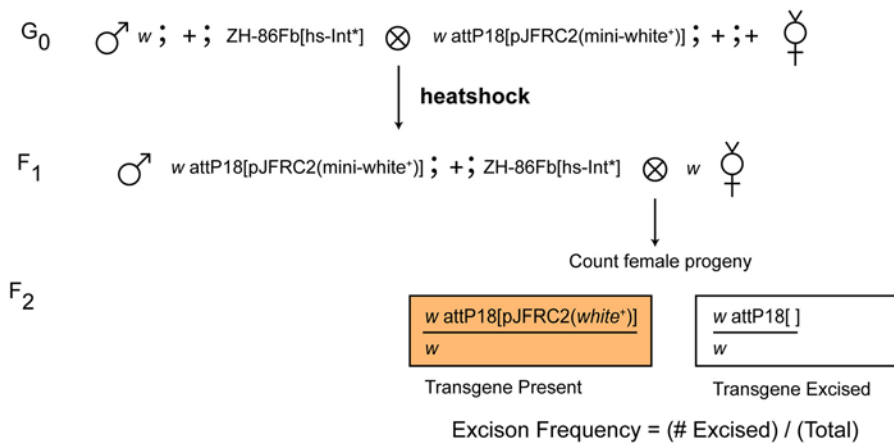 G0 w ; + ; ZH-86Fb[hs-Int*] ⊗ w attP18[pJFRC2(mini-white+)] ; + ; +
heatshock
F1 w attP18[pJFRC2(mini-white+)] ; + ; ZH-86Fb[hs-Int*] ⊗ w
Count female progeny
F2
w attP18[pJFRC2(white+)]
w
w attP18[ ]
w
Transgene Present
Transgene Excised
Excison Frequency = (# Excised) / (Total)